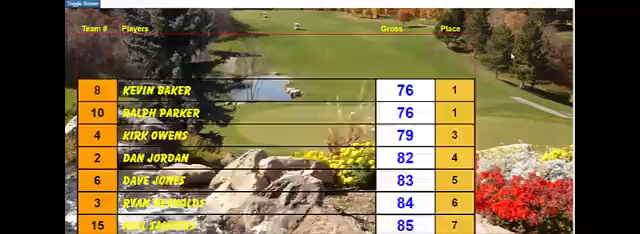 Toggle Screen
Team # Players Gross Place
8 KEVIN BAKER 76 1
10 RALPH PARKER 76 1
4 KIRK OWENS 79 3
2 DAN JORDAN 82 4
6 DAVE JONES 83 5
3 RYAN REYNOLDS 84 6
15 NEIL SANDERS 85 7